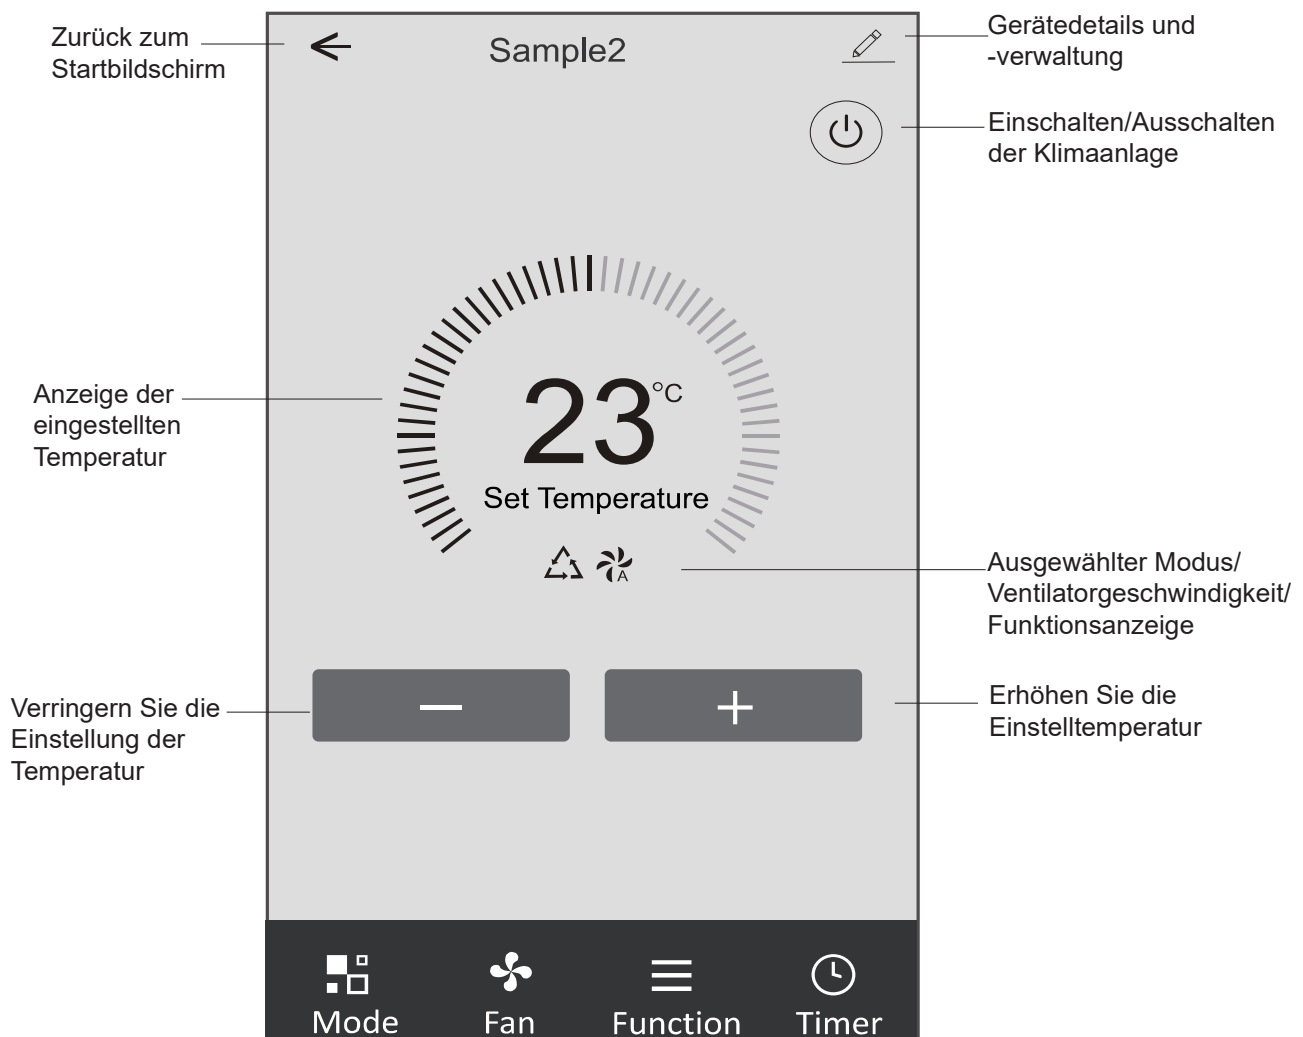 Zurück zum
Startbildschirm
Sample2
Gerätedetails und
-verwaltung
Einschalten/Ausschalten
der Klimaanlage
Anzeige der
eingestellten
Temperatur
23°C
Set Temperature
A
Ausgewählter Modus/
Ventilatorgeschwindigkeit/
Funktionsanzeige
Verringern Sie die
Einstellung der
Temperatur
Erhöhen Sie die
Einstelltemperatur
Mode
Fan
Function
Timer